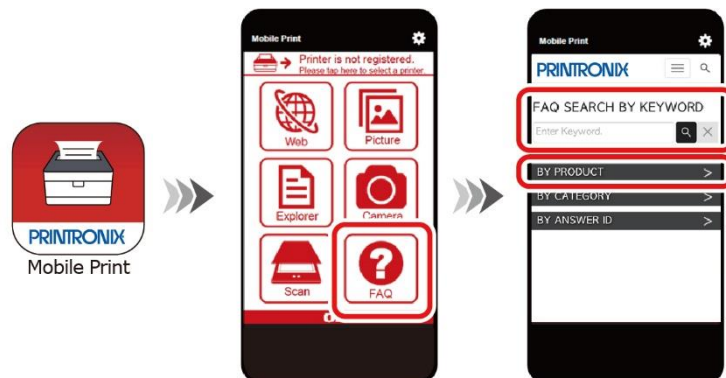 PRINTRONIX
Mobile Print
Mobile Print
Printer is not registered.
Please tap here to select a printer.
Web
Picture
Explorer
Camera
Scan
FAQ
Mobile Print
PRINTRONIX
FAQ SEARCH BY KEYWORD
Enter Keyword.
BY PRODUCT >
BY CATEGORY >
BY ANSWER ID >